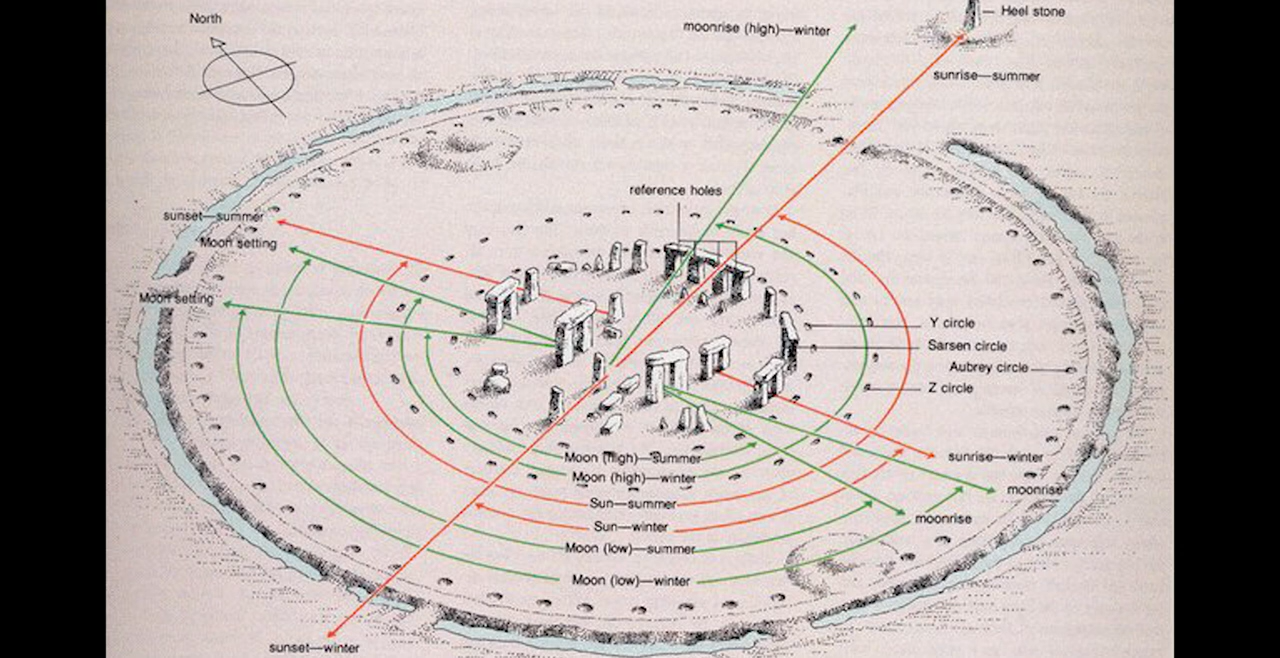 North
Heel stone
moonrise (high)—winter
sunrise—summer
reference holes
sunset—summer
Moon setting
Moon setting
Y circle
Sarsen circle
Aubrey circle
Z circle
Moon (high)—summer
sunrise—winter
Moon (high)—winter
moonrise
Sun—summer
moonrise
Sun—winter
Moon (low)—summer
Moon (low)—winter
sunset—winter